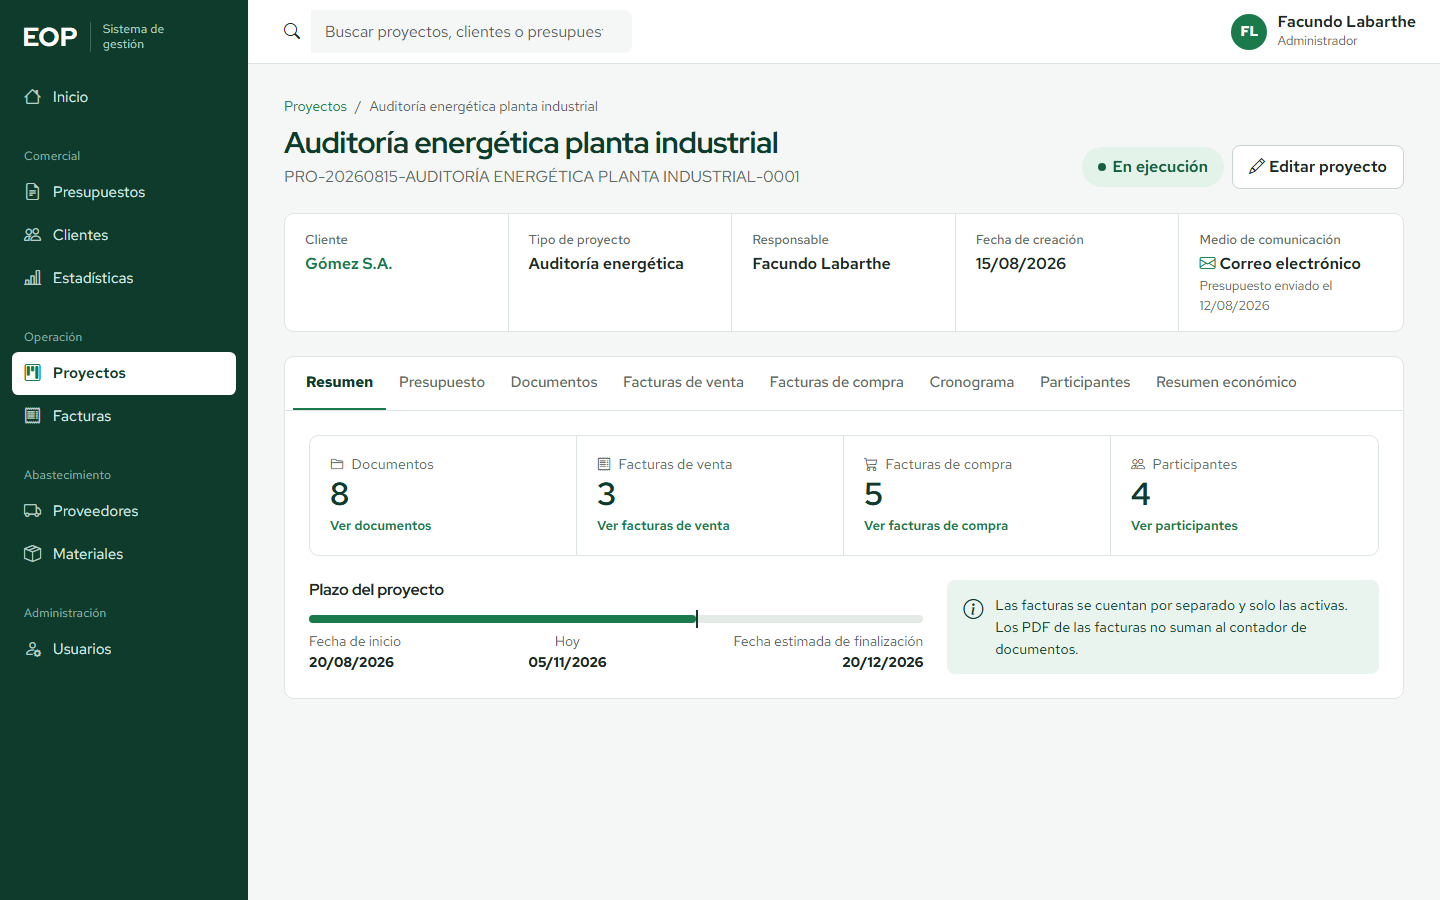 EOP
Sistema de
gestión
Inicio
Comercial
Presupuestos
Clientes
Estadísticas
Operación
Proyectos
Facturas
Abastecimiento
Proveedores
Materiales
Administración
Usuarios
Buscar proyectos, clientes o presupues
FL
Facundo Labarthe
Administrador
Proyectos / Auditoría energética planta industrial
Auditoría energética planta industrial
PRO-20260815-AUDITORÍA ENERGÉTICA PLANTA INDUSTRIAL-0001
En ejecución
Editar proyecto
Cliente
Gómez S.A.
Tipo de proyecto
Auditoría energética
Responsable
Facundo Labarthe
Fecha de creación
15/08/2026
Medio de comunicación
Correo electrónico
Presupuesto enviado el
12/08/2026
Resumen
Presupuesto
Documentos
Facturas de venta
Facturas de compra
Cronograma
Participantes
Resumen económico
Documentos
8
Ver documentos
Facturas de venta
3
Ver facturas de venta
Facturas de compra
5
Ver facturas de compra
Participantes
4
Ver participantes
Plazo del proyecto
Fecha de inicio
20/08/2026
Hoy
05/11/2026
Fecha estimada de finalización
20/12/2026
Las facturas se cuentan por separado y solo las activas.
Los PDF de las facturas no suman al contador de
documentos.